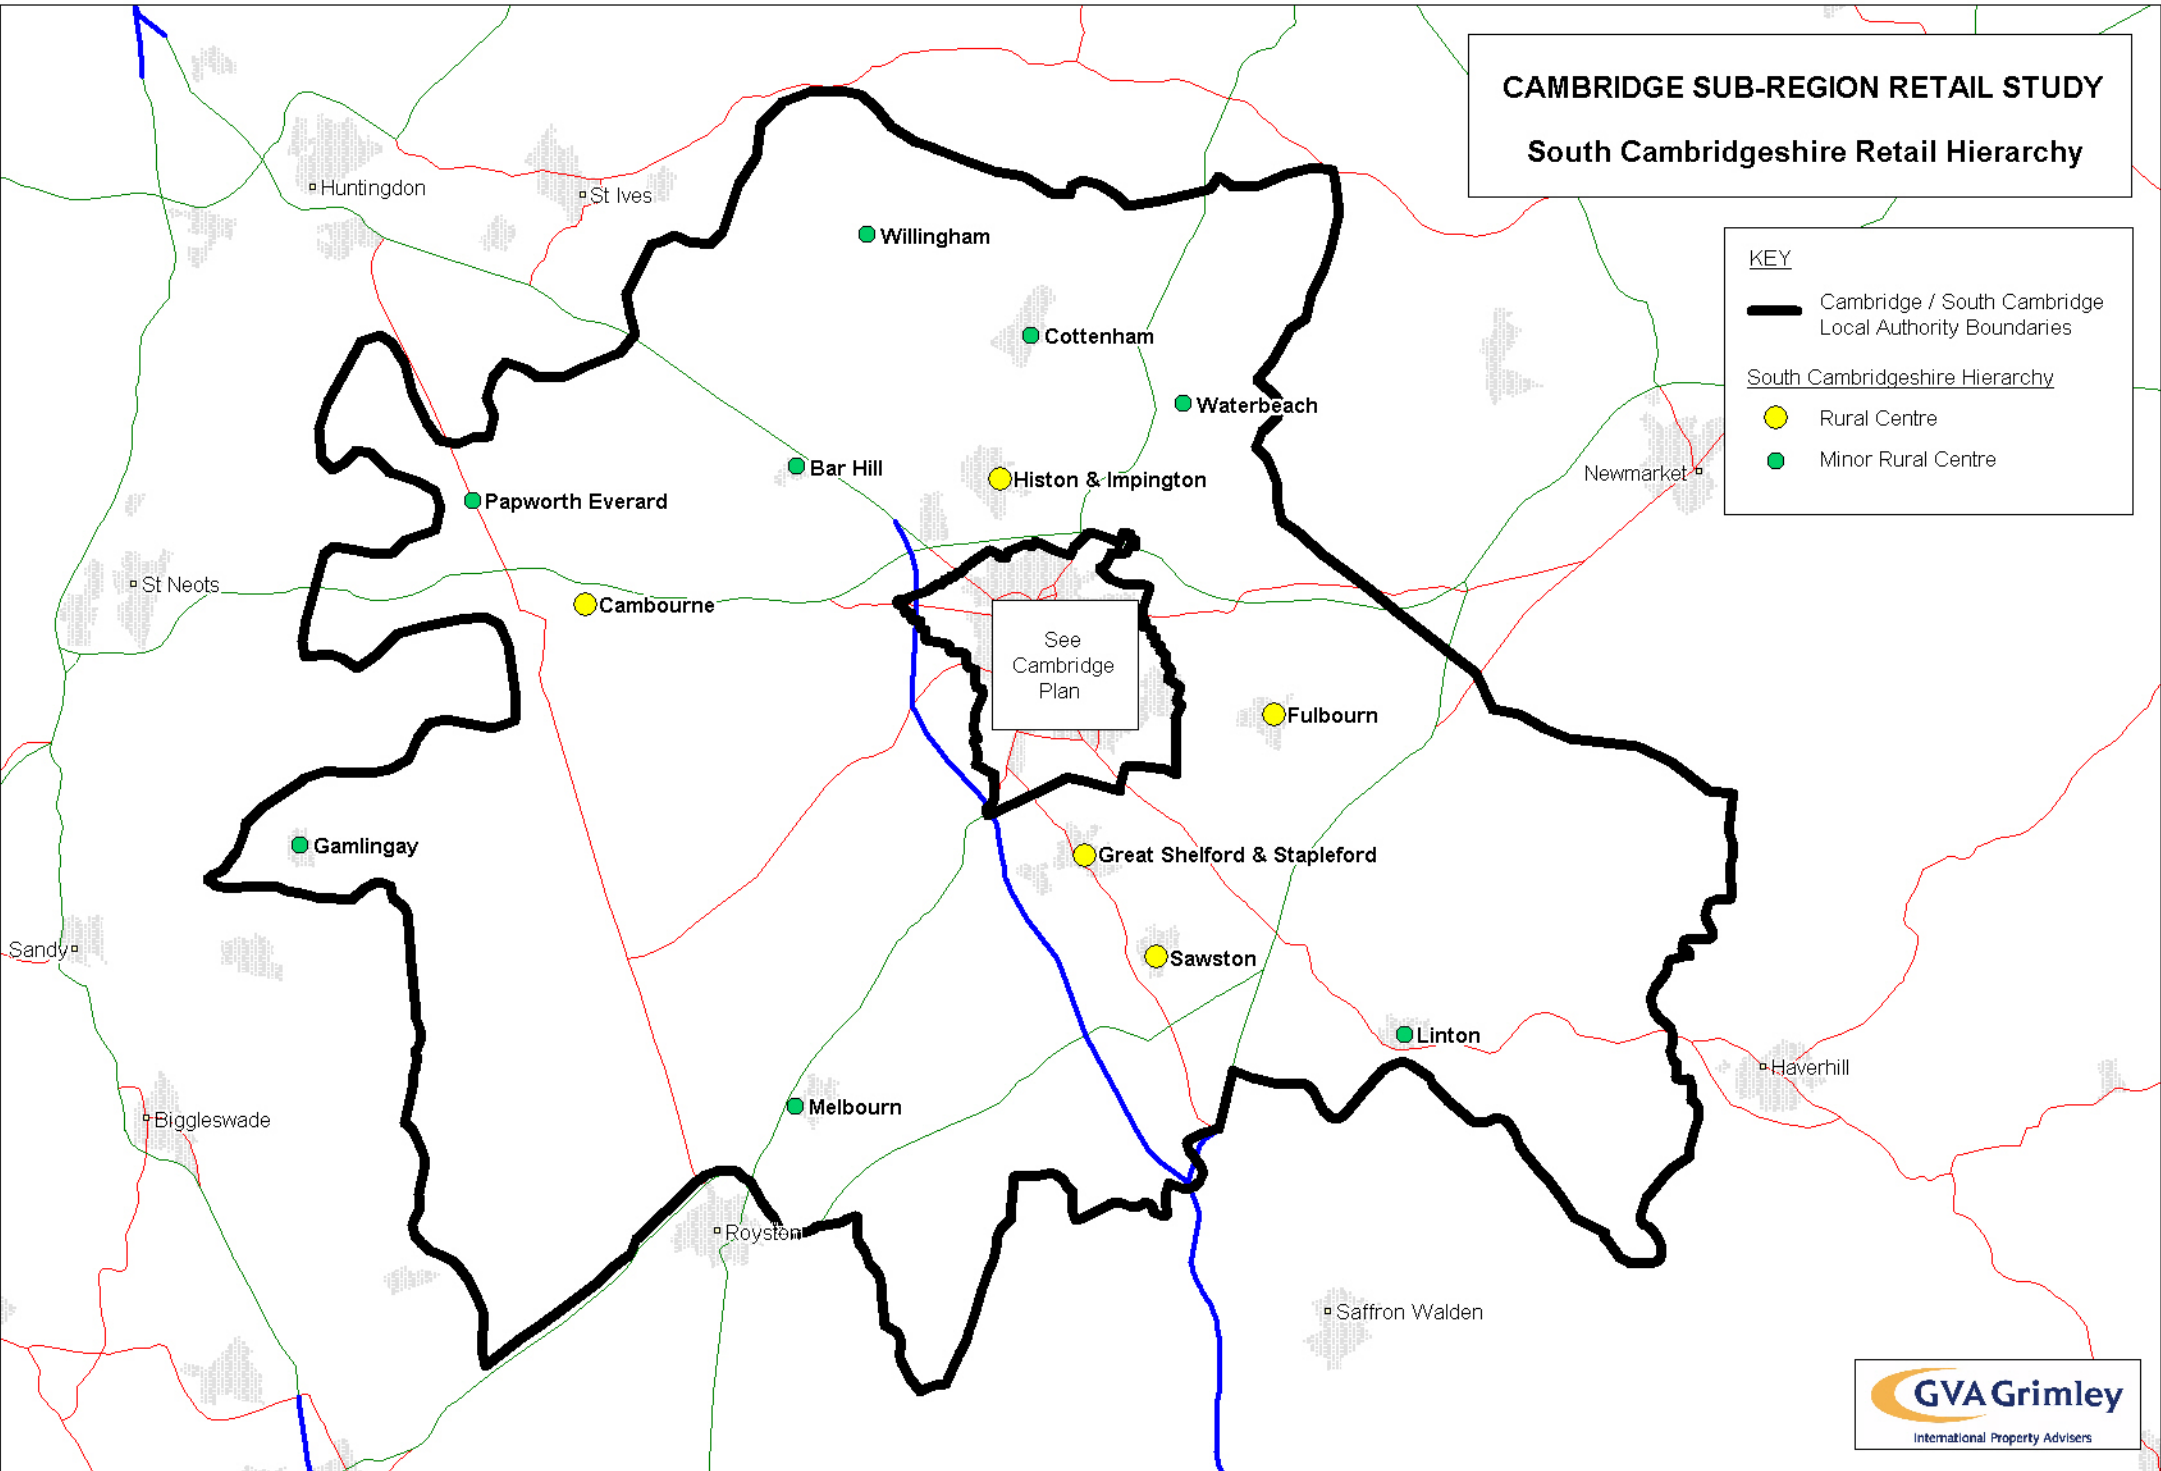 CAMBRIDGE SUB-REGION RETAIL STUDY
South Cambridgeshire Retail Hierarchy
KEY
Cambridge / South Cambridge
Local Authority Boundaries
South Cambridgeshire Hierarchy
Rural Centre
Minor Rural Centre
Huntingdon
St Ives
Willingham
Cottenham
Waterbeach
Bar Hill
Histon & Impington
Newmarket
Papworth Everard
St Neots
Cambourne
See
Cambridge
Plan
Fulbourn
Gamlingay
Great Shelford & Stapleford
Sandy
Sawston
Linton
Haverhill
Melbourn
Biggleswade
Royston
Saffron Walden
GVA Grimley
International Property Advisers